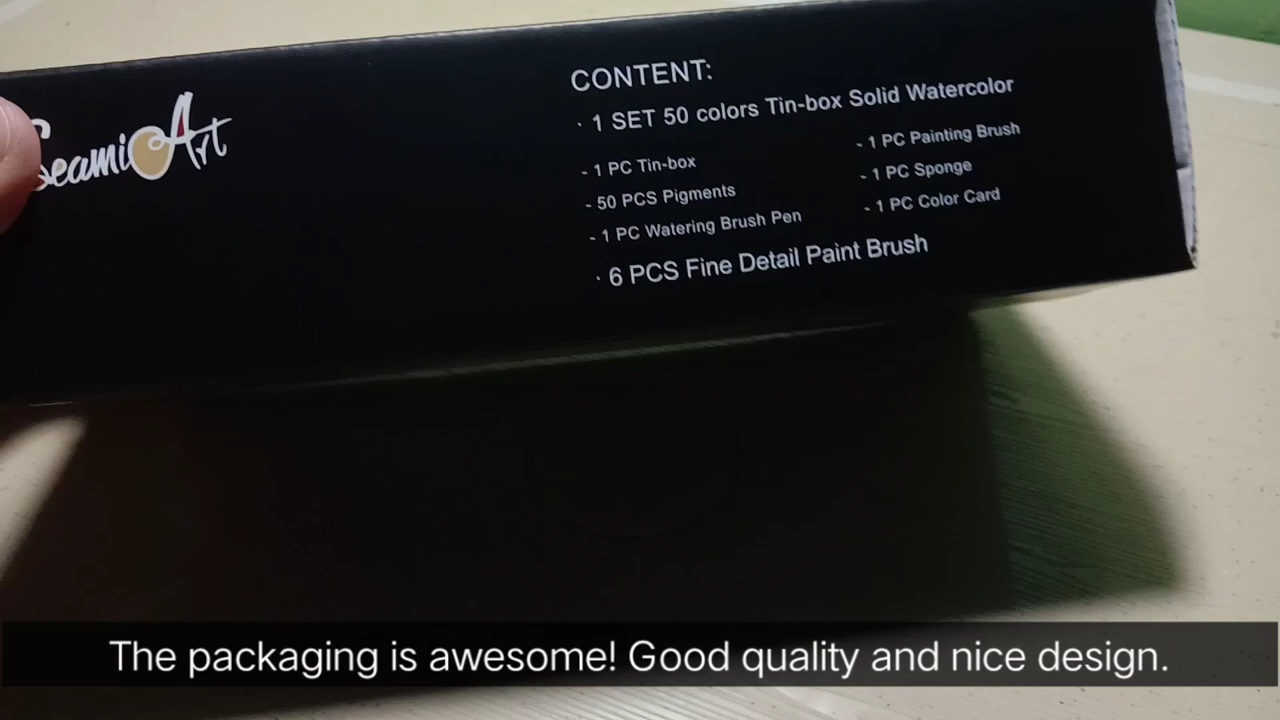 SeamiArt
CONTENT:
· 1 SET 50 colors Tin-box Solid Watercolor
- 1 PC Tin-box
- 50 PCS Pigments
- 1 PC Watering Brush Pen
- 1 PC Painting Brush
- 1 PC Sponge
- 1 PC Color Card
· 6 PCS Fine Detail Paint Brush
The packaging is awesome! Good quality and nice design.